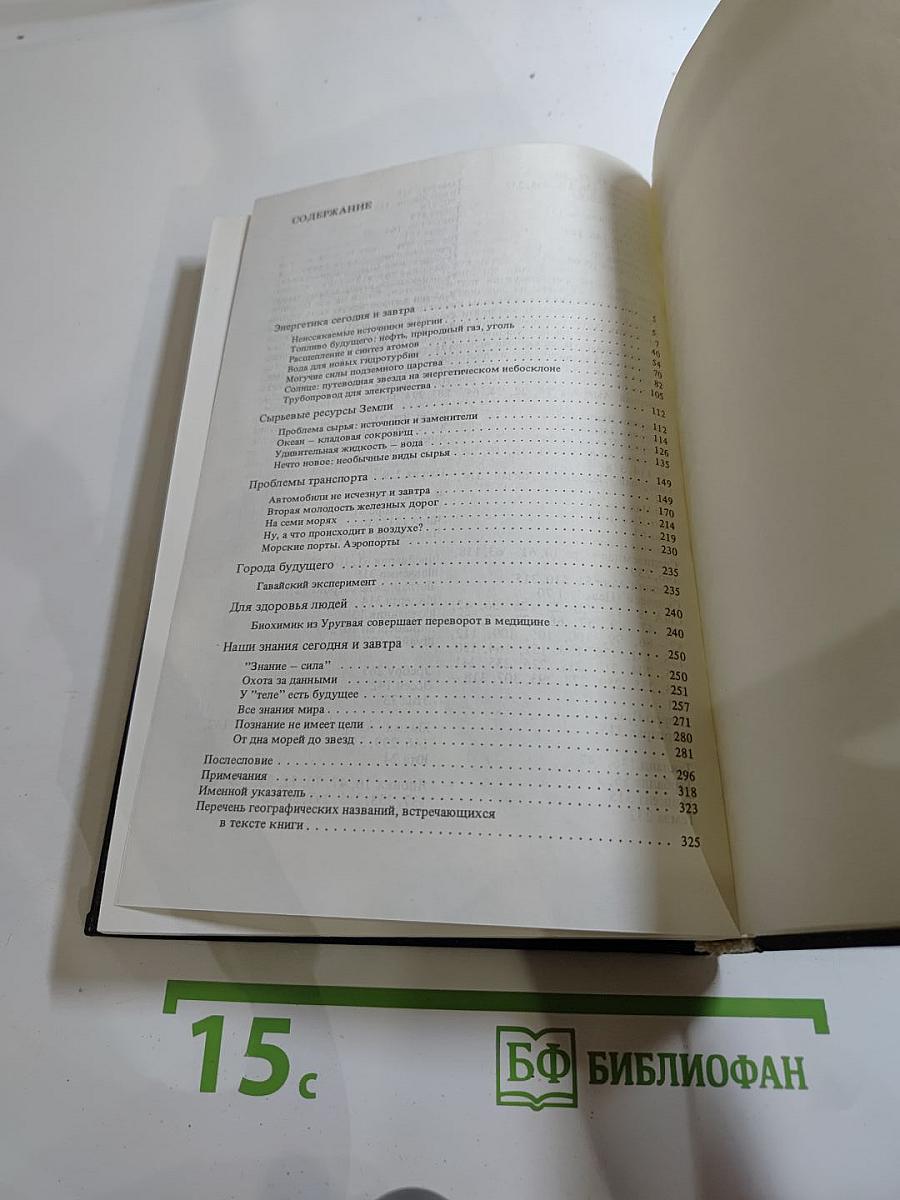 СОДЕРЖАНИЕ
Энергетика сегодня и завтра . . . 5
Неиссякаемые источники энергии . . . 5
Топливо будущего: нефть, природный газ, уголь . . . 7
Расщепление и синтез атомов . . . 46
Вода для новых гидротурбин . . . 54
Могучие силы подземного царства . . . 70
Солнце: путеводная звезда на энергетическом небосклоне . . . 82
Трубопровод для электричества . . . 105
Сырьевые ресурсы Земли . . . 112
Проблема сырья: источники и заменители . . . 112
Океан — кладовая сокровищ . . . 114
Удивительная жидкость — вода . . . 126
Нечто новое: необычные виды сырья . . . 135
Проблемы транспорта . . . 149
Автомобили не исчезнут и завтра . . . 149
Вторая молодость железных дорог . . . 170
На семи морях . . . 214
Ну, а что происходит в воздухе? . . . 219
Морские порты. Аэропорты . . . 230
Города будущего . . . 235
Гавайский эксперимент . . . 235
Для здоровья людей . . . 240
Биохимик из Уругвая совершает переворот в медицине . . . 240
Наши знания сегодня и завтра . . . 250
"Знание — сила" . . . 250
Охота за данными . . . 251
У "теле" есть будущее . . . 257
Все знания мира . . . 271
Познание не имеет цели . . . 280
От дна морей до звезд . . . 281
Послесловие . . . 296
Примечания . . . 318
Именной указатель . . . 323
Перечень географических названий, встречающихся
в тексте книги . . . 325
15 с
БФ БИБЛИОФАН